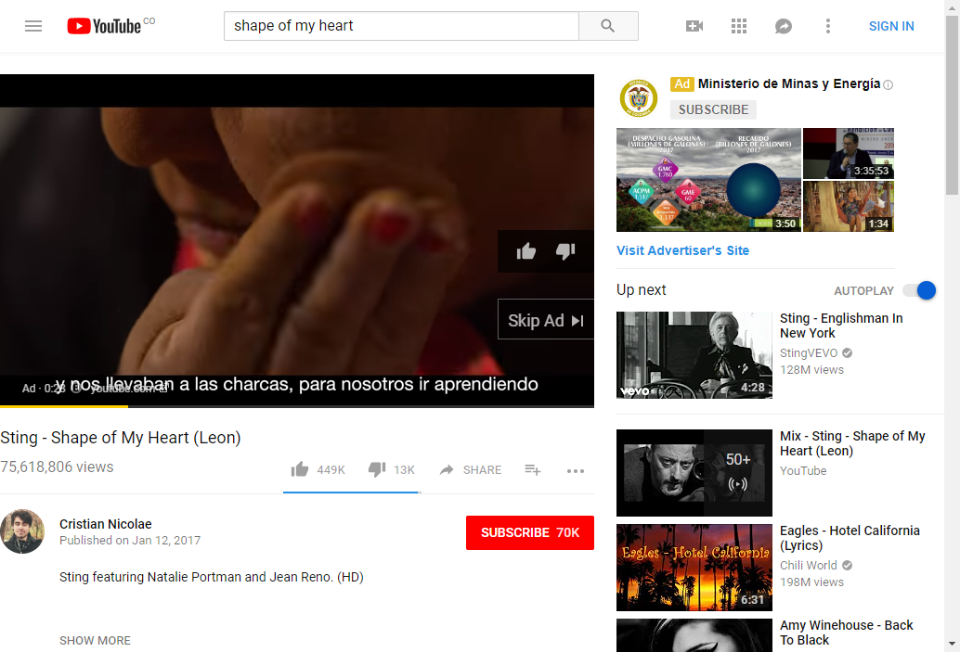 YouTube CO
shape of my heart
SIGN IN
Ad Ministerio de Minas y Energía
SUBSCRIBE
DESPACHO GASOLINA
(MILLONES DE GALONES)
2017
RECAUDO
(BILLONES DE GALONES)
2017
GMC
1.760
ACPM
GME
60
3:50
3:35:53
1:34
Visit Advertiser's Site
Skip Ad
Ad · 0:28
youtube.com
y nos llevaban a las charcas, para nosotros ir aprendiendo
Up next
AUTOPLAY
Sting - Englishman In
New York
StingVEVO
128M views
vevo
4:28
Sting - Shape of My Heart (Leon)
75,618,806 views
449K
13K
SHARE
Mix - Sting - Shape of My
Heart (Leon)
YouTube
50+
Cristian Nicolae
Published on Jan 12, 2017
SUBSCRIBE 70K
Sting featuring Natalie Portman and Jean Reno. (HD)
SHOW MORE
Eagles - Hotel California
(Lyrics)
Chili World
198M views
Eagles - Hotel California
6:31
Amy Winehouse - Back
To Black